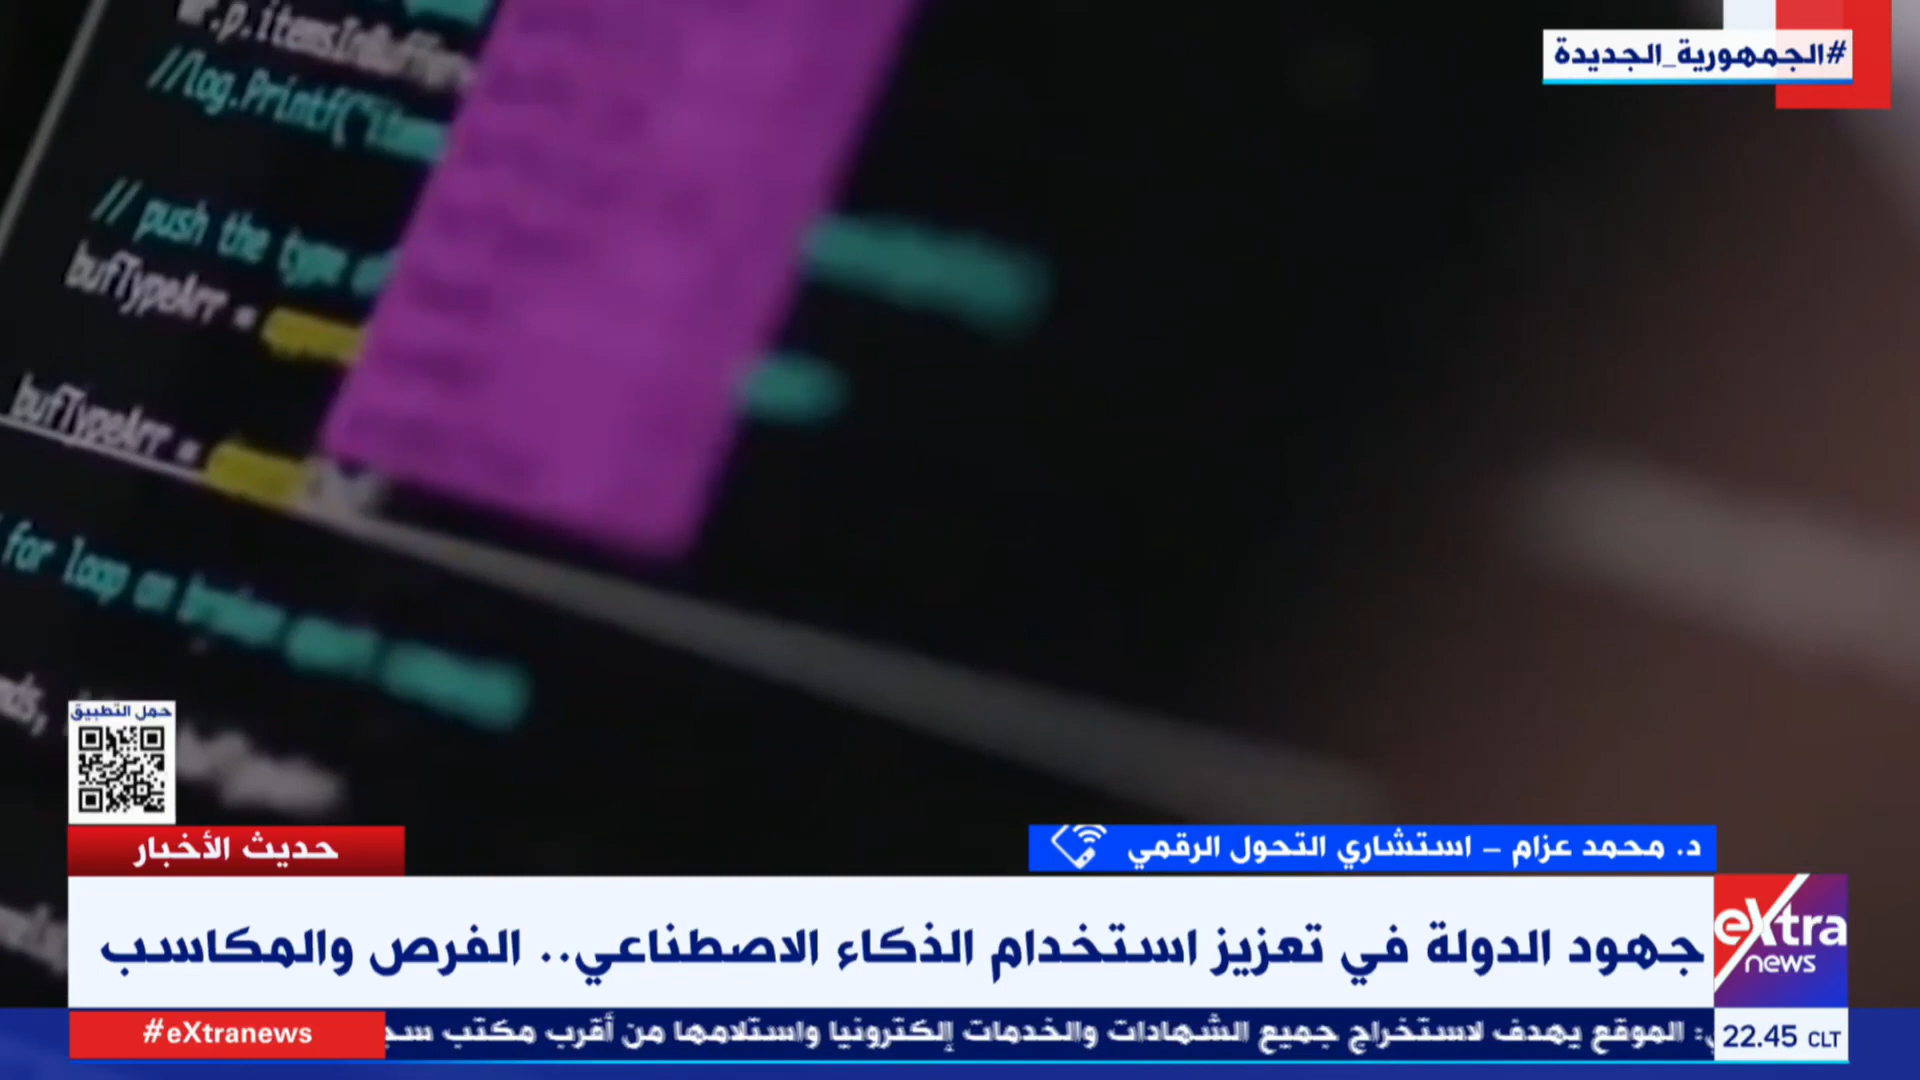 #الجمهورية_الجديدة
//log.Printf("
// push the type
bufTypeArr =
bufTypeArr =
for loop on
حمل التطبيق
حديث الأخبار
د. محمد عزام – استشاري التحول الرقمي
جهود الدولة في تعزيز استخدام الذكاء الاصطناعي.. الفرص والمكاسب
eXtra news
#eXtranews
: الموقع يهدف لاستخراج جميع الشهادات والخدمات إلكترونيا واستلامها من أقرب مكتب
22.45 CLT